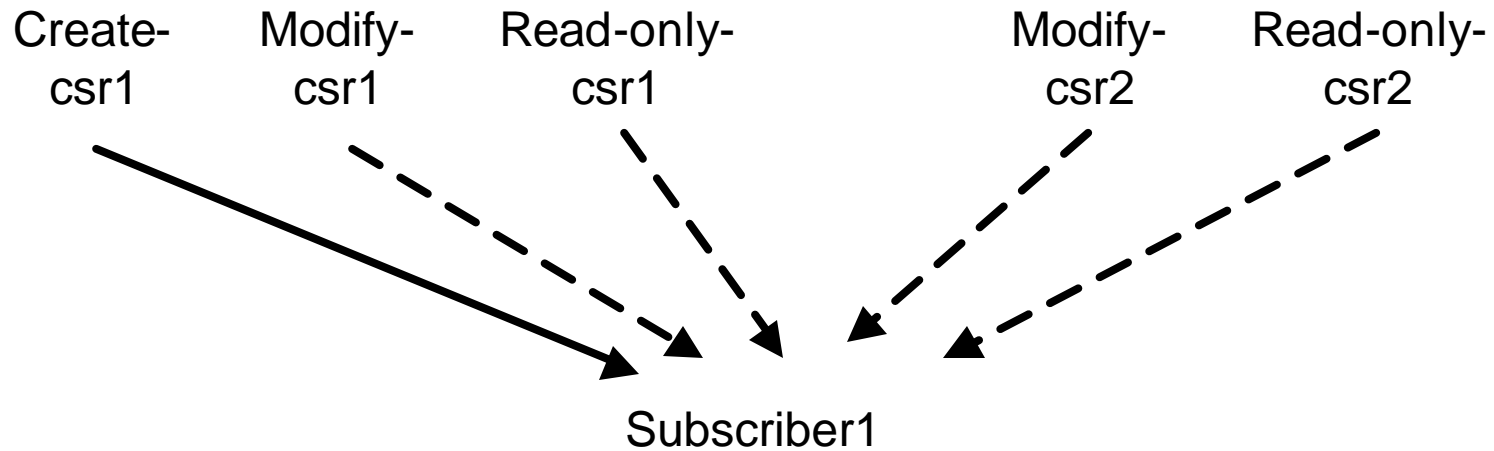 Create-
csr1
Modify-
csr1
Read-only-
csr1
Modify-
csr2
Read-only-
csr2
Subscriber1